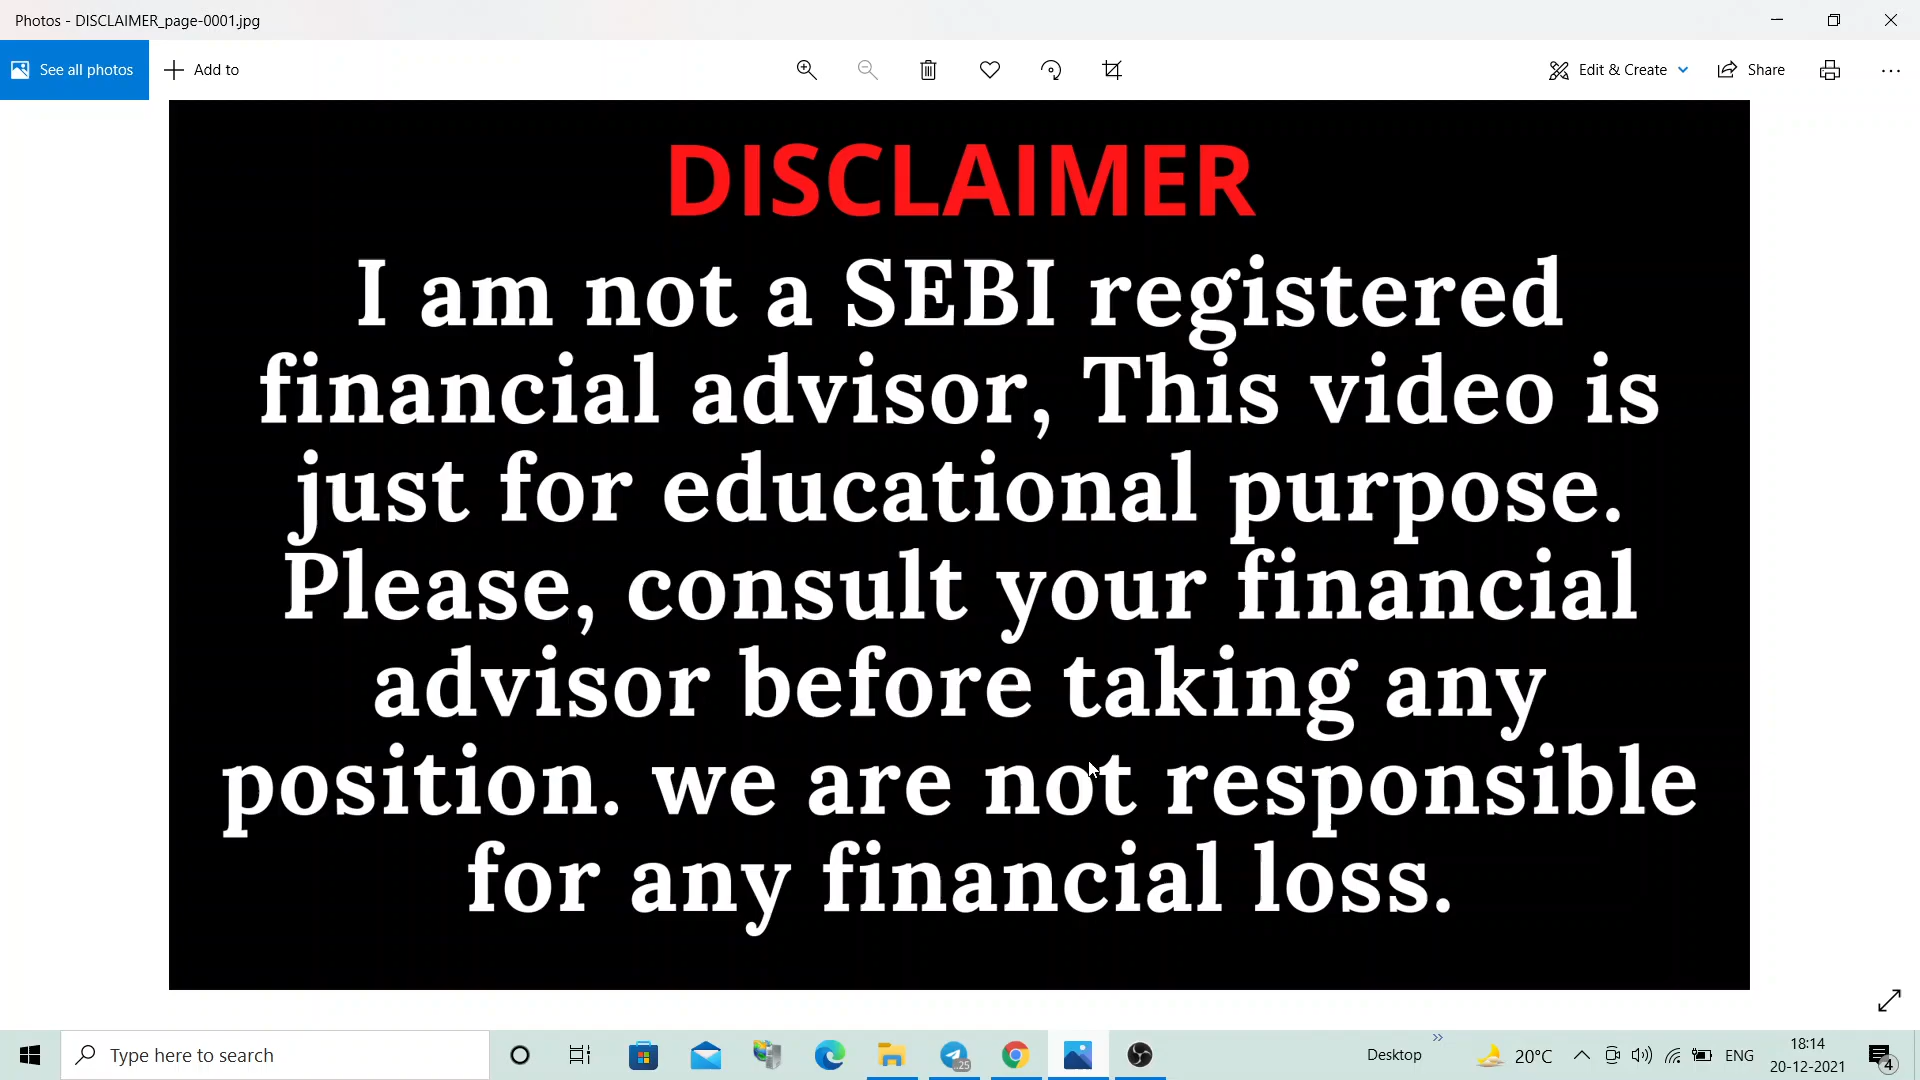 Photos - DISCLAIMER_page-0001.jpg
See all photos
Add to
Edit & Create
Share
DISCLAIMER
I am not a SEBI registered
financial advisor, This video is
just for educational purpose.
Please, consult your financial
advisor before taking any
position. we are not responsible
for any financial loss.
Type here to search
25
Desktop
20°C
ENG
18:14
20-12-2021
4